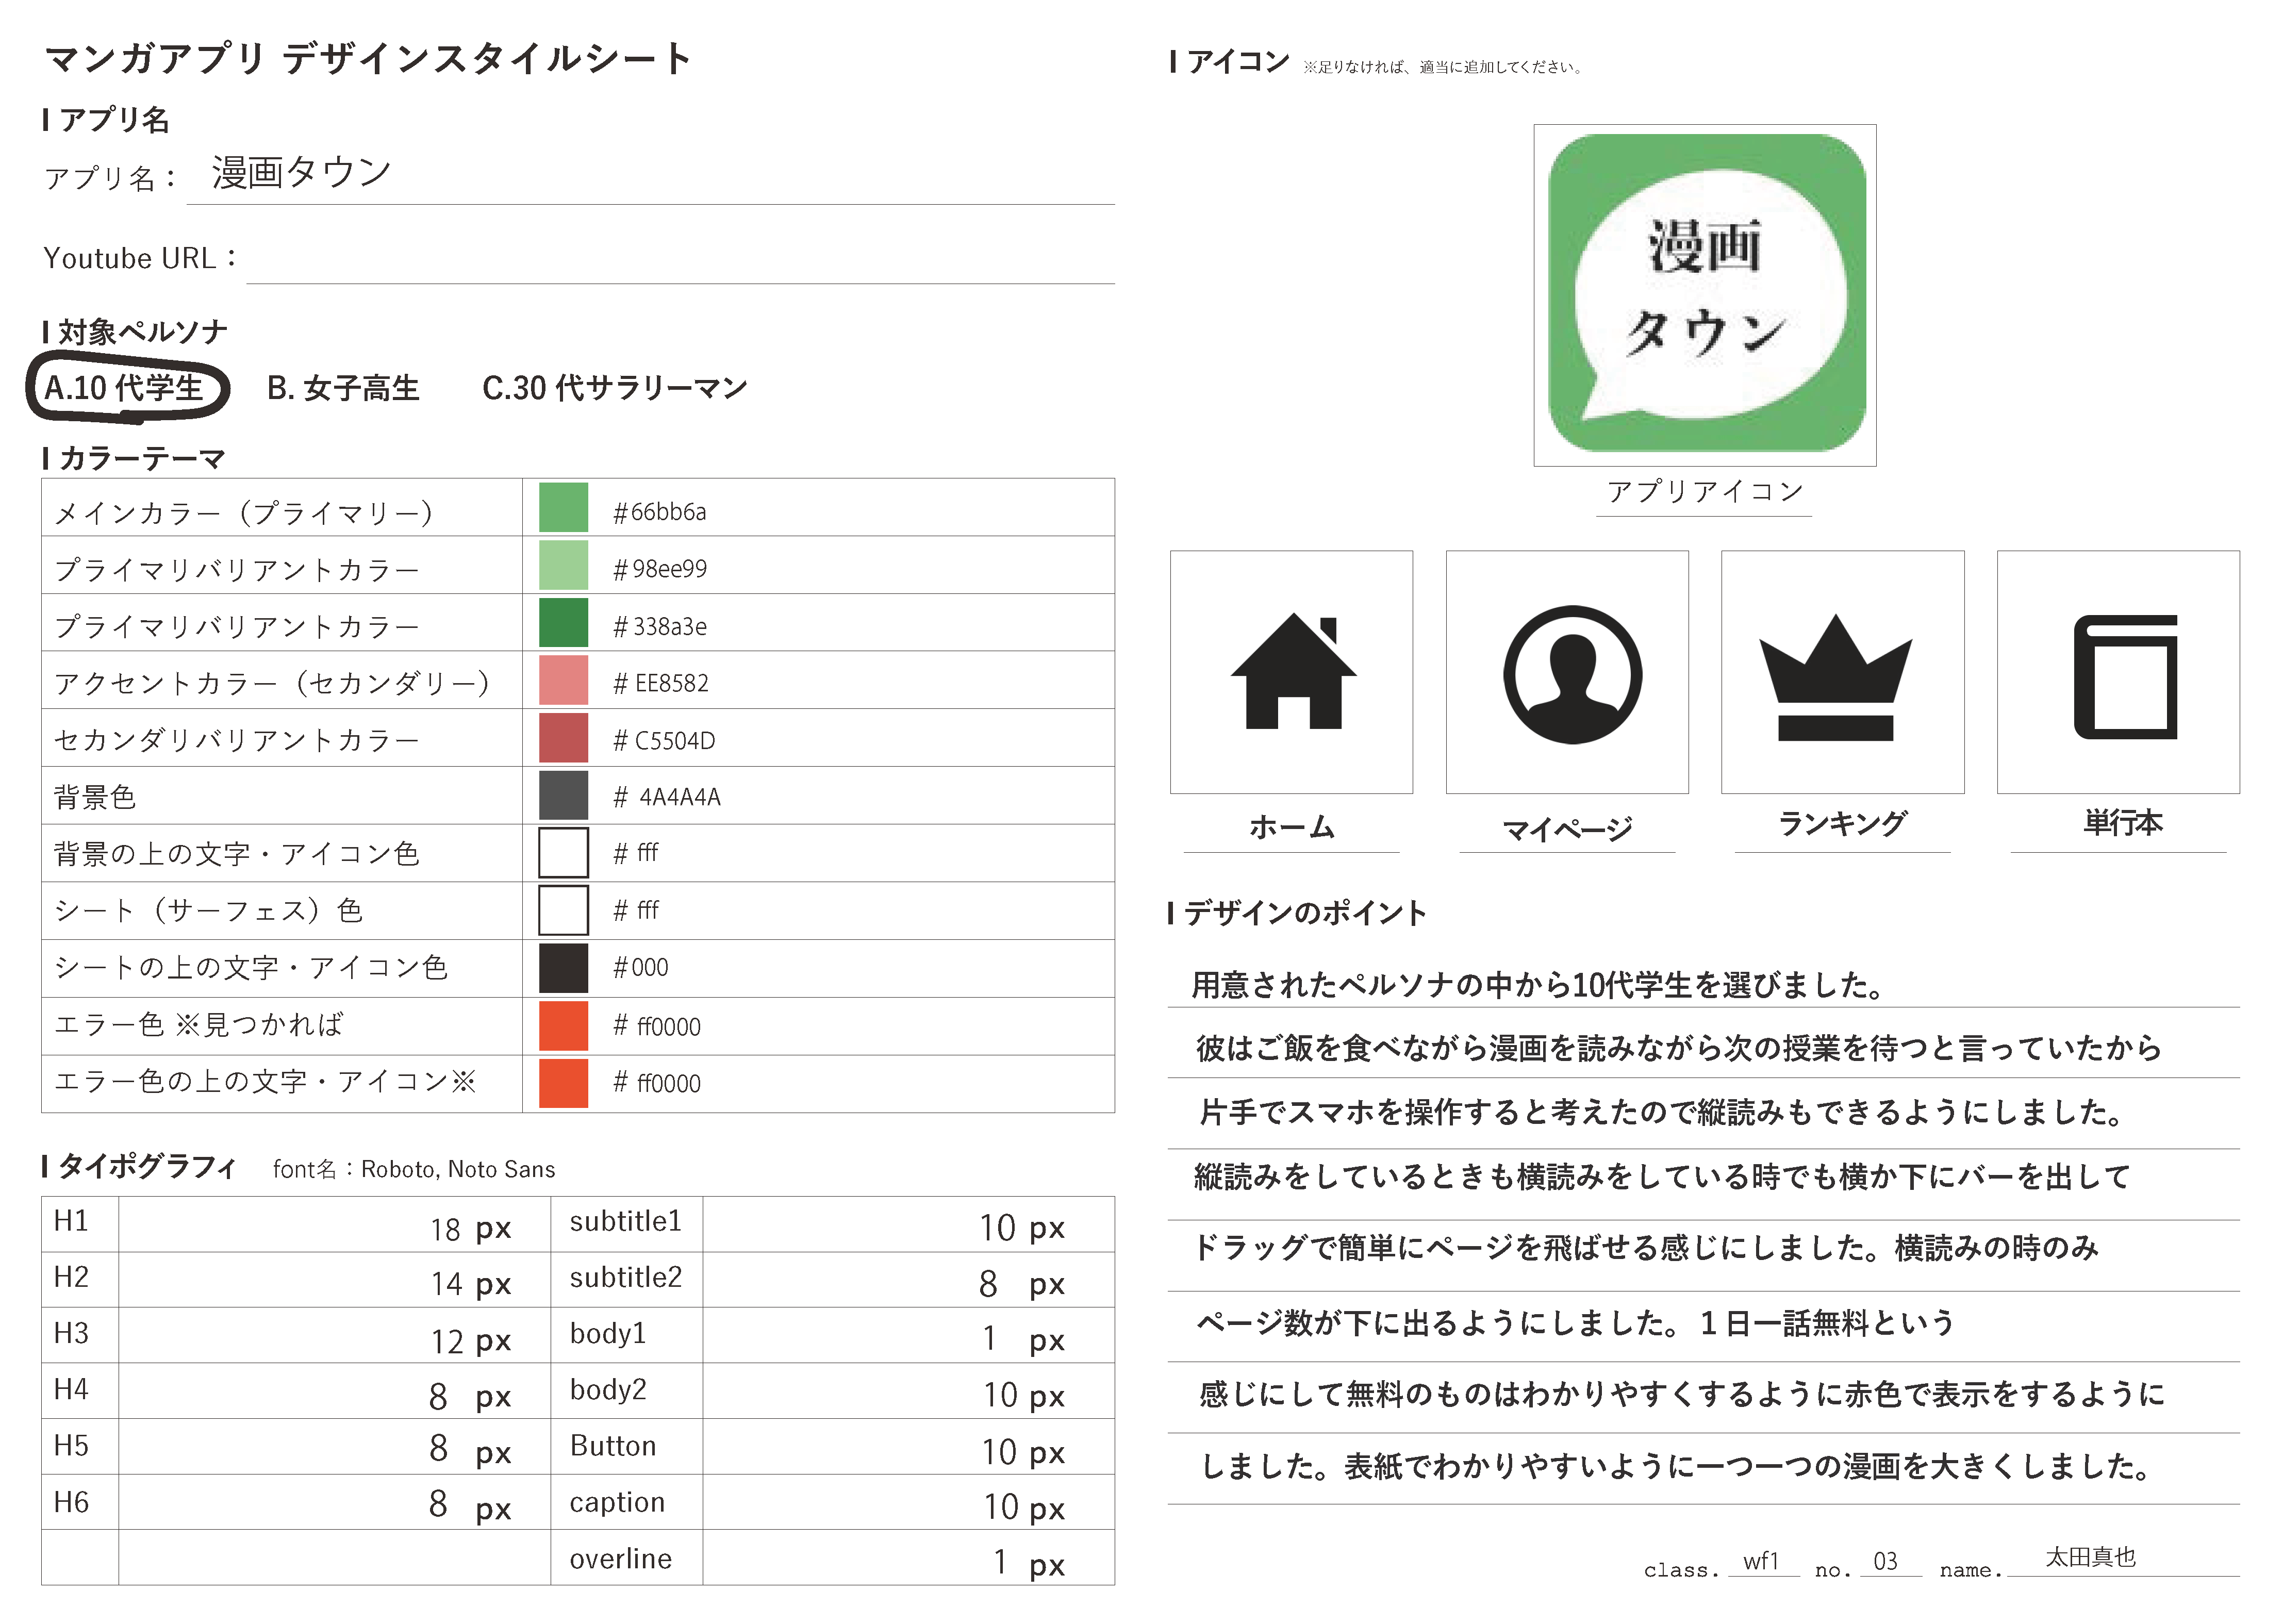 マンガアプリ デザインスタイルシート
アプリ名
アプリ名： 漫画タウン
Youtube URL：
対象ペルソナ
A.10 代学生 B. 女子高生 C.30 代サラリーマン
カラーテーマ
メインカラー（プライマリー） #66bb6a
プライマリバリアントカラー #98ee99
プライマリバリアントカラー #338a3e
アクセントカラー（セカンダリー） # EE8582
セカンダリバリアントカラー # C5504D
背景色 # 4A4A4A
背景の上の文字・アイコン色 # fff
シート（サーフェス）色 # fff
シートの上の文字・アイコン色 #000
エラー色 ※見つかれば # ff0000
エラー色の上の文字・アイコン※ # ff0000
タイポグラフィ font名：Roboto, Noto Sans
H1 18 px subtitle1 10 px
H2 14 px subtitle2 8 px
H3 12 px body1 1 px
H4 8 px body2 10 px
H5 8 px Button 10 px
H6 8 px caption 10 px
overline 1 px
アイコン ※足りなければ、適当に追加してください。
漫画
タウン
アプリアイコン
ホーム マイページ ランキング 単行本
デザインのポイント
用意されたペルソナの中から10代学生を選びました。
彼はご飯を食べながら漫画を読みながら次の授業を待つと言っていたから
片手でスマホを操作すると考えたので縦読みもできるようにしました。
縦読みをしているときも横読みをしている時でも横か下にバーを出して
ドラッグで簡単にページを飛ばせる感じにしました。横読みの時のみ
ページ数が下に出るようにしました。１日一話無料という
感じにして無料のものはわかりやすくするように赤色で表示をするように
しました。表紙でわかりやすいように一つ一つの漫画を大きくしました。
class. wf1 no. 03 name. 太田真也